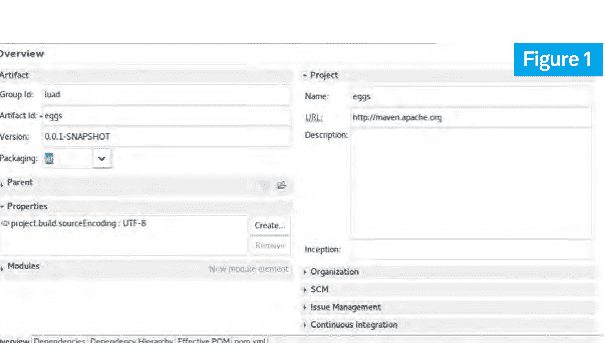 Overview
Figure 1
Artifact
Group Id: luad
Artifact Id: eggs
Version: 0.0.1-SNAPSHOT
Packaging:
Parent
Properties
project.build.sourceEncoding : UTF-8
Create...
Remove
Modules
New module element
Project
Name: eggs
URL: http://maven.apache.org
Description:
Inception:
Organization
SCM
Issue Management
Continuous Integration
Overview Dependencies Dependency Hierarchy Effective POM pom.xml